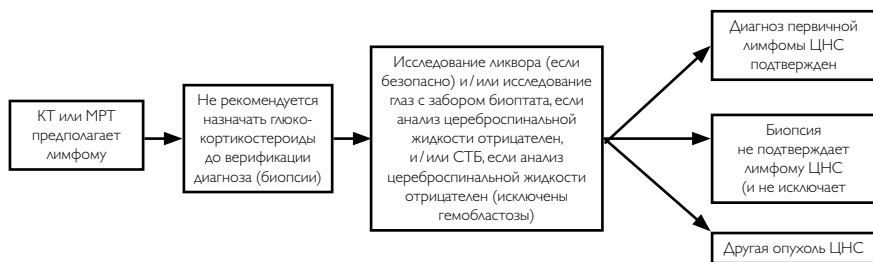 КТ или МРТ
предполагает
лимфому
Не рекомендуется
назначать глюко-
кортикостероиды
до верификации
диагноза (биопсии)
Исследование ликвора (если
безопасно) и/или исследование
глаз с забором биоптата, если
анализ цереброспинальной
жидкости отрицателен,
и/или СТБ, если анализ
цереброспинальной жидкости
отрицателен (исключены
гемобластозы)
Диагноз первичной
лимфомы ЦНС
подтвержден
Биопсия
не подтверждает
лимфому ЦНС
(и не исключает
Другая опухоль ЦНС